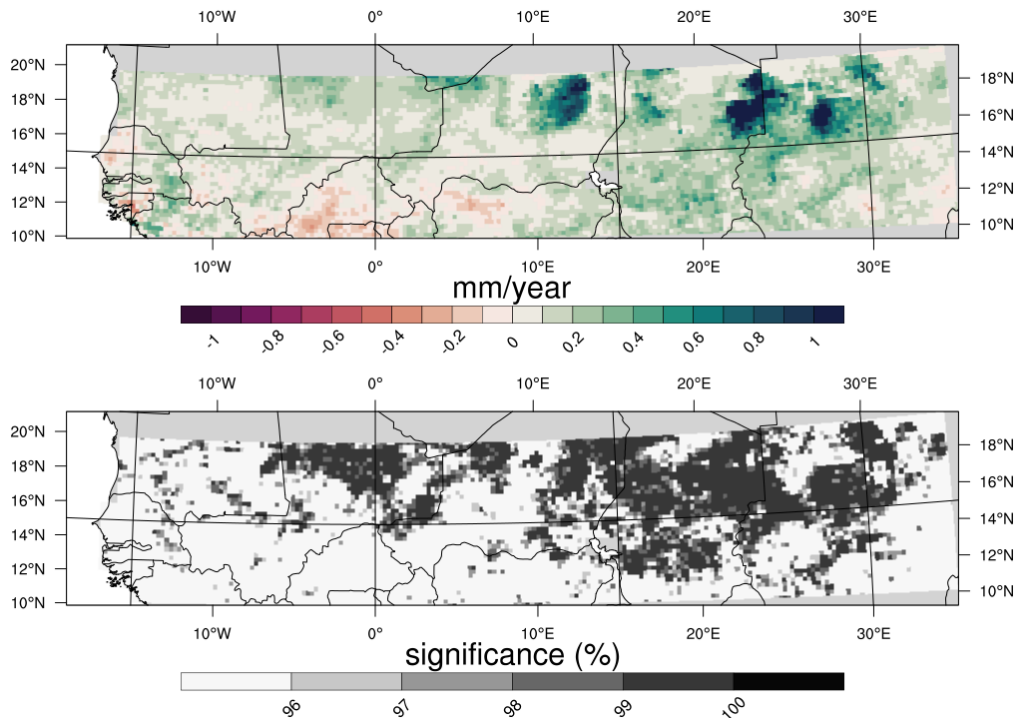 10°W 0° 10°E 20°E 30°E
20°N 18°N
18°N 16°N
16°N 14°N
14°N 12°N
12°N 10°N
10°N
10°W 0° 10°E 20°E 30°E
mm/year
-1 -0.8 -0.6 -0.4 -0.2 0 0.2 0.4 0.6 0.8 1
10°W 0° 10°E 20°E 30°E
20°N 18°N
18°N 16°N
16°N 14°N
14°N 12°N
12°N 10°N
10°N
10°W 0° 10°E 20°E 30°E
significance (%)
96 97 98 99 100